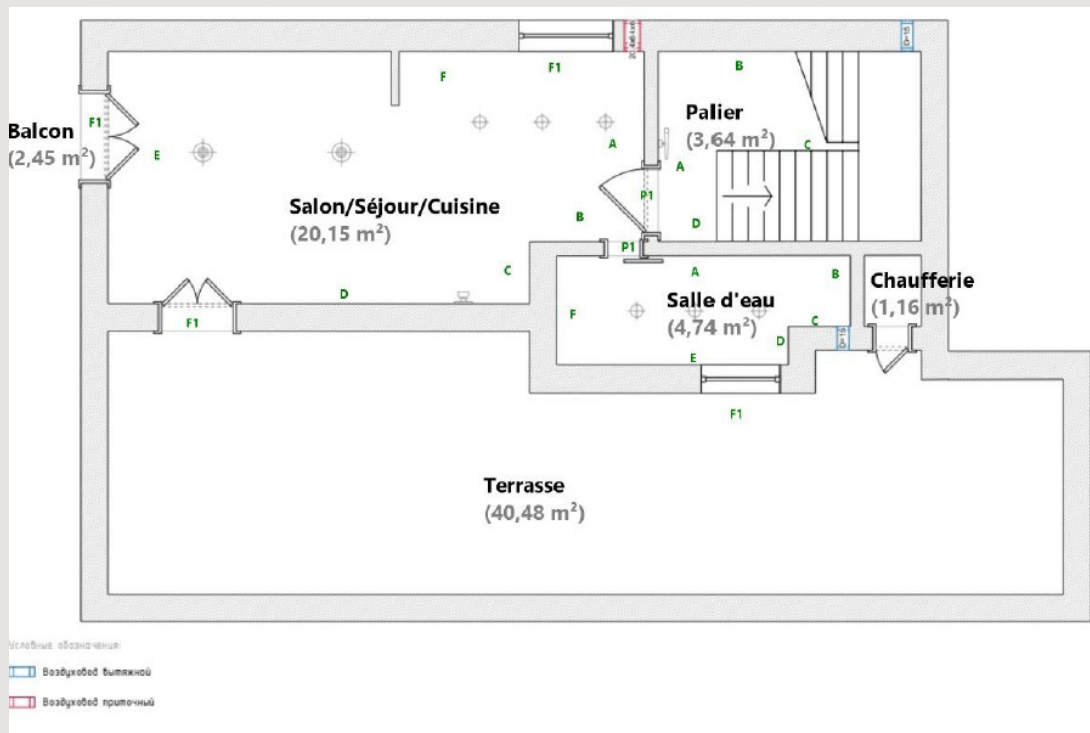 D=15
F
F1
B
Palier
(3,64 m²)
Balcon
(2,45 m²)
F1
E
A
C
A
P1
Salon/Séjour/Cuisine
(20,15 m²)
B
D
P1
C
D
F1
A
B
Salle d'eau
(4,74 m²)
Chaufferie
(1,16 m²)
F
C
D
D=15
E
F1
Terrasse
(40,48 m²)
Условные обозначения:
Воздуховод вытяжной
Воздуховод приточный